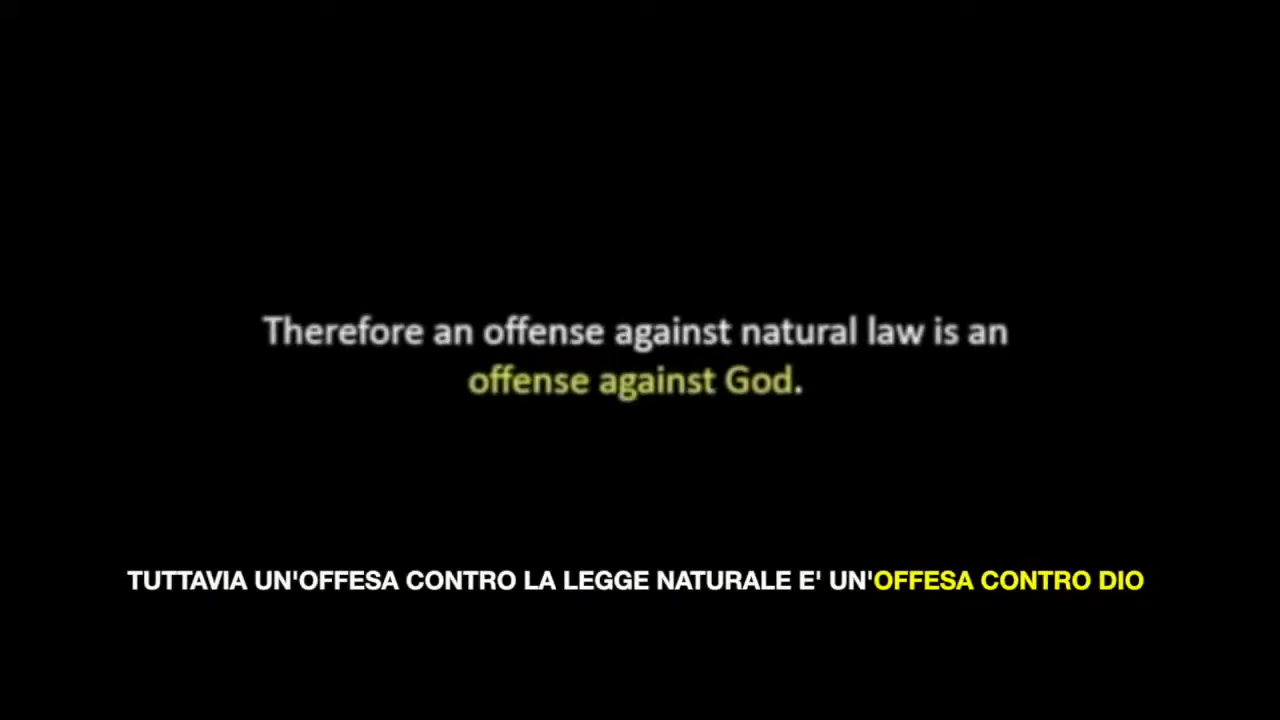 Therefore an offense against natural law is an
offense against God.
TUTTAVIA UN'OFFESA CONTRO LA LEGGE NATURALE E' UN'OFFESA CONTRO DIO